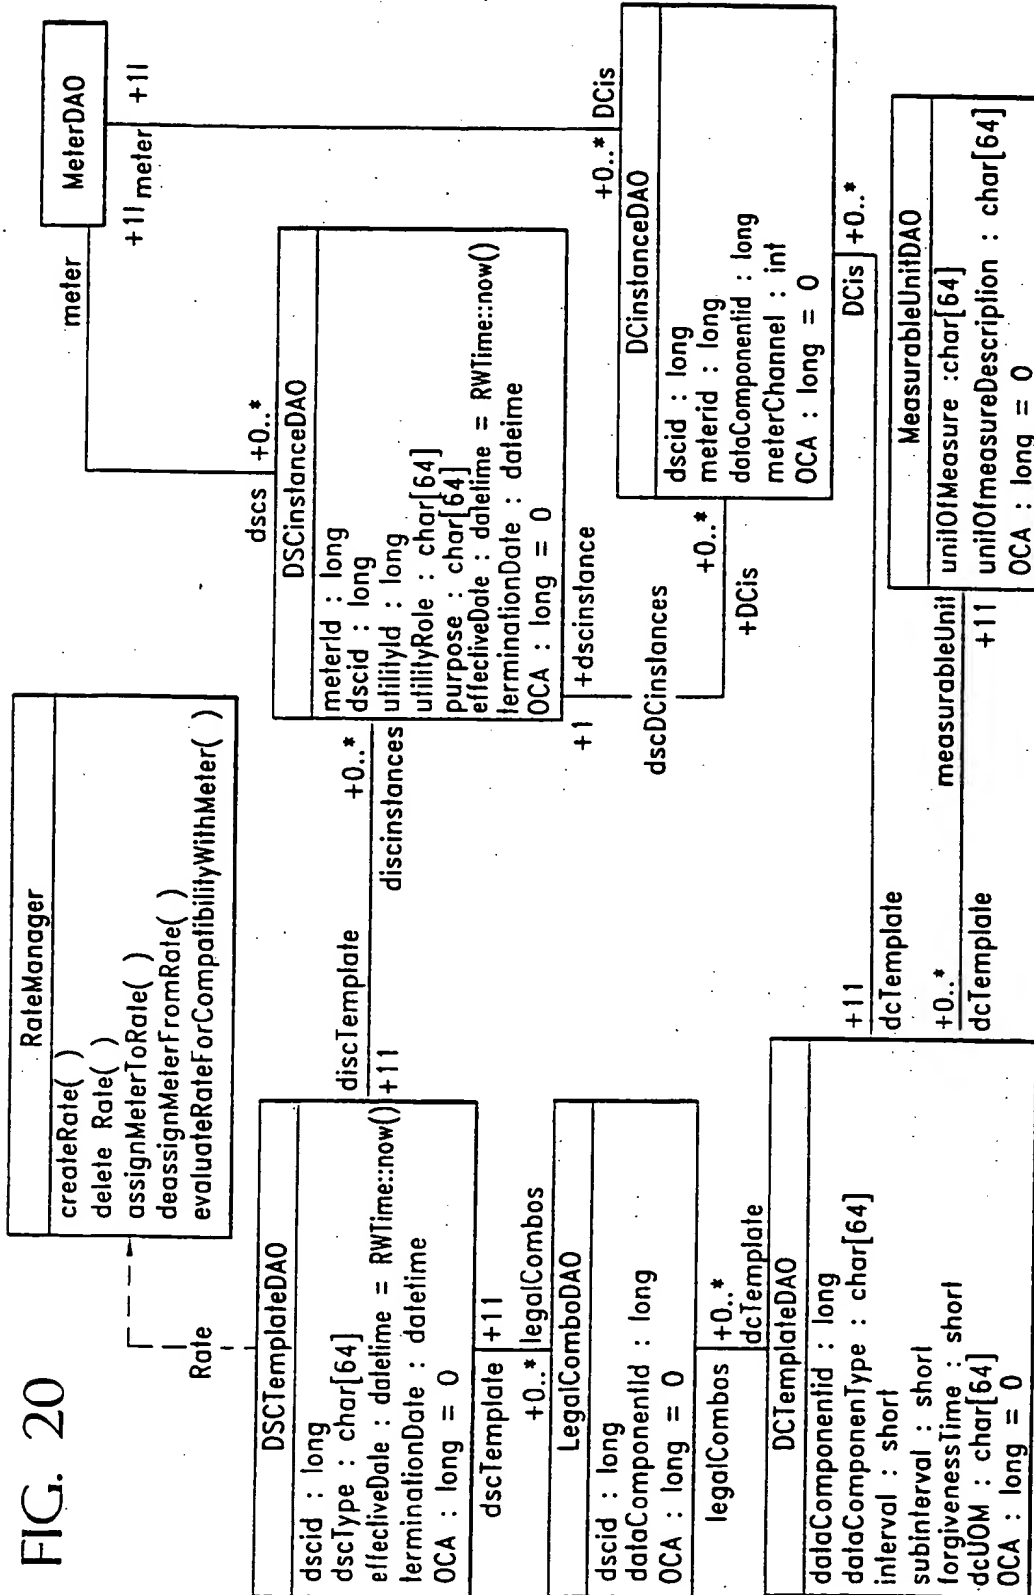 FIG. 20
RateManager
createRate( )
delete Rate( )
assignMeterToRate( )
deassignMeterFromRate( )
evaluateRateForCompatibilityWithMeter( )
Rate
MeterDAO
meter
+11
meter
+11
dscs
+0..*
DSCinstanceDAO
meterId : long
dscid : long
utilityId : long
utilityRole : char[64]
purpose : char[64]
effectiveDate : datetime = RWTime::now()
terminationDate : dateime
OCA : long = 0
DSCTemplateDAO
dscid : long
dscType : char[64]
effectiveDate : datetime = RWTime::now()
terminationDate : datetime
OCA : long = 0
discTemplate
+11
+0..*
discinstances
+1
+dscinstance
dscDCinstances
+0..*
+DCis
+0..*
DCis
DCinstanceDAO
dscid : long
meterid : long
dataComponentid : long
meterChannel : int
OCA : long = 0
DCis
+0..*
dscTemplate
+11
+0..*
legalCombos
LegalComboDAO
dscid : long
dataComponentId : long
OCA : long = 0
legalCombos
+0..*
dcTemplate
DCTemplateDAO
dataComponentid : long
dataComponenType : char[64]
interval : short
subinterval : short
forgivenessTime : short
dcUOM : char[64]
OCA : long = 0
+11
dcTemplate
+0..*
dcTemplate
measurableUnit
+11
MeasurableUnitDAO
unitOfMeasure :char[64]
unitOfmeasureDescription : char[64]
OCA : long = 0